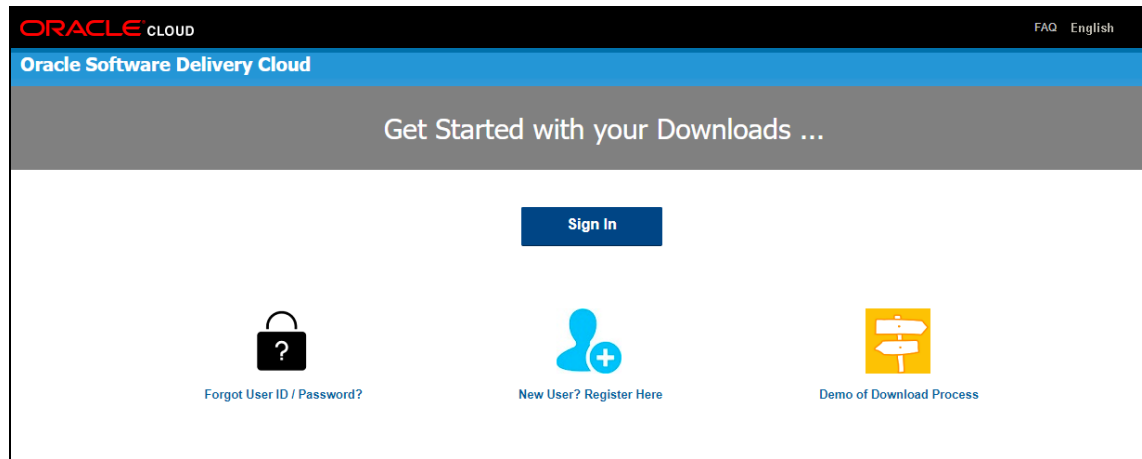 ORACLE CLOUD
FAQ English
Oracle Software Delivery Cloud
Get Started with your Downloads ...
Sign In
?
Forgot User ID / Password?
New User? Register Here
Demo of Download Process